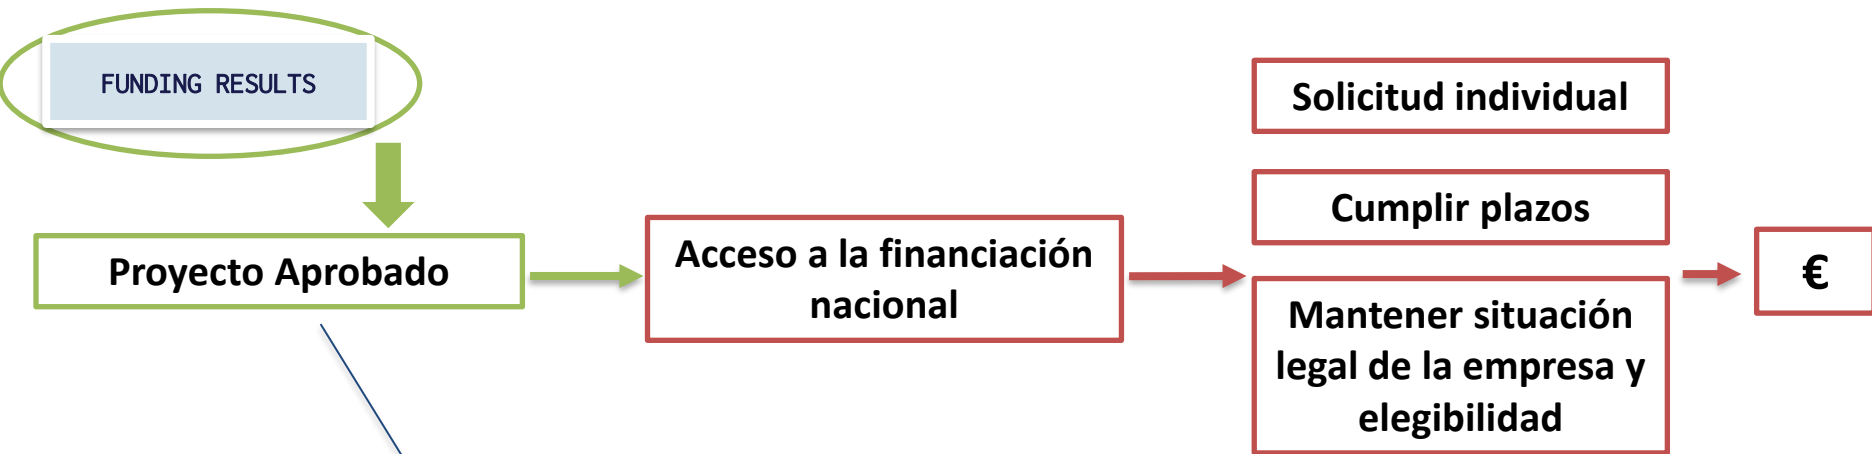 FUNDING RESULTS
Proyecto Aprobado
Acceso a la financiación
nacional
Solicitud individual
Cumplir plazos
Mantener situación
legal de la empresa y
elegibilidad
€